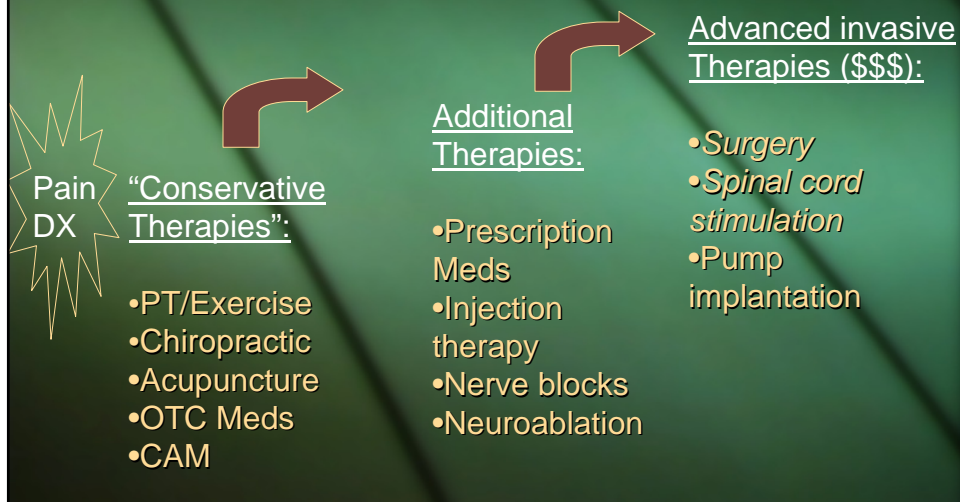 Pain
DX
“Conservative
Therapies”:
•PT/Exercise
•Chiropractic
•Acupuncture
•OTC Meds
•CAM
Additional
Therapies:
•Prescription
Meds
•Injection
therapy
•Nerve blocks
•Neuroablation
Advanced invasive
Therapies ($$$):
•Surgery
•Spinal cord
stimulation
•Pump
implantation